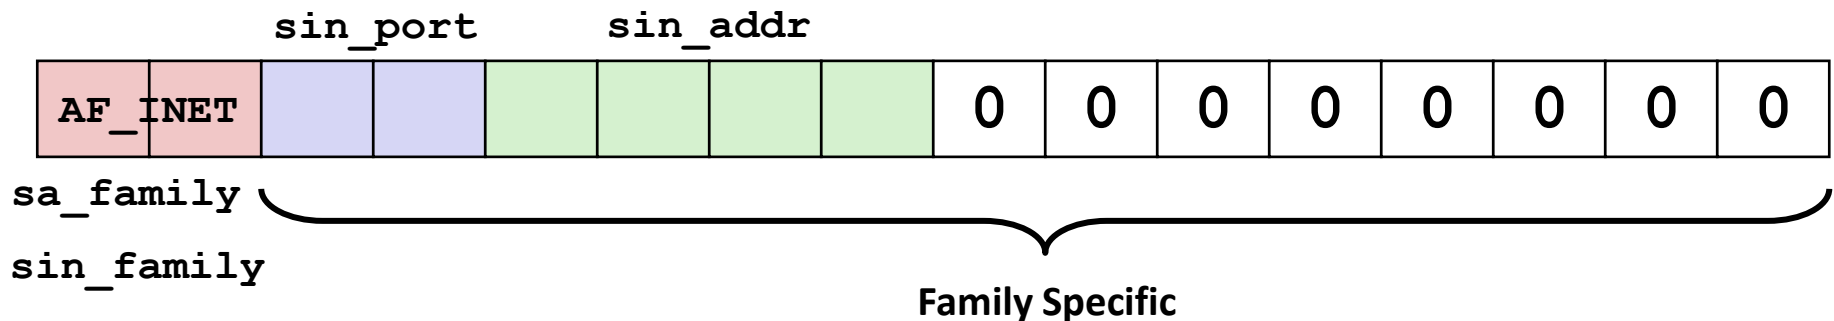 sin_port sin_addr
AF_INET 0 0 0 0 0 0 0 0
sa_family
sin_family
Family Specific